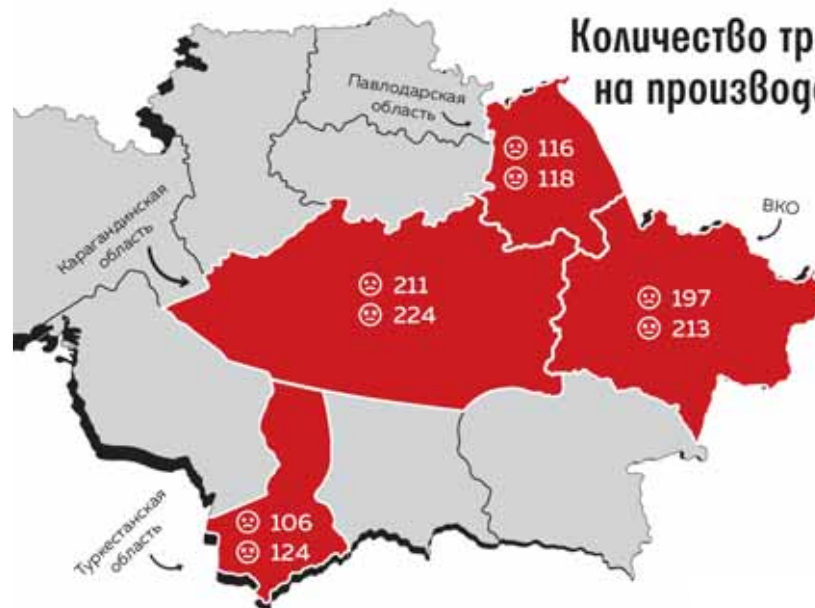 Количество тр
на производ
Павлодарская
область
116
118
Карагандинская
область
ВКО
211
224
197
213
Туркестанская
область
106
124